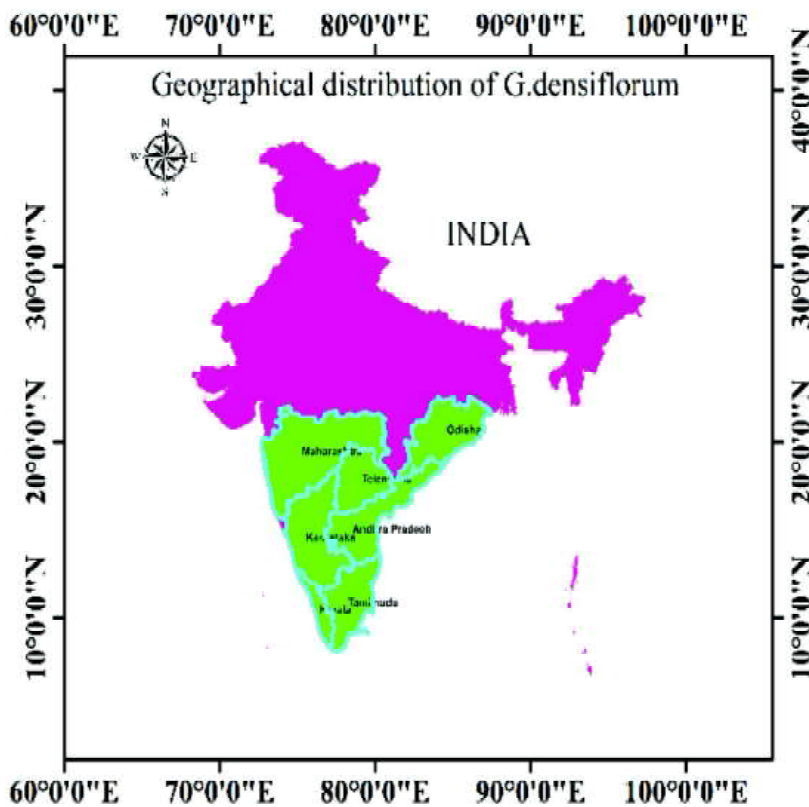 60°0'0"E 70°0'0"E 80°0'0"E 90°0'0"E 100°0'0"E
Geographical distribution of G.densiflorum
N
W E
S
INDIA
40°0'0"N
30°0'0"N 30°0'0"N
20°0'0"N 20°0'0"N
10°0'0"N 10°0'0"N
Odisha
Maharashtra
Andhra Pradesh
60°0'0"E 70°0'0"E 80°0'0"E 90°0'0"E 100°0'0"E